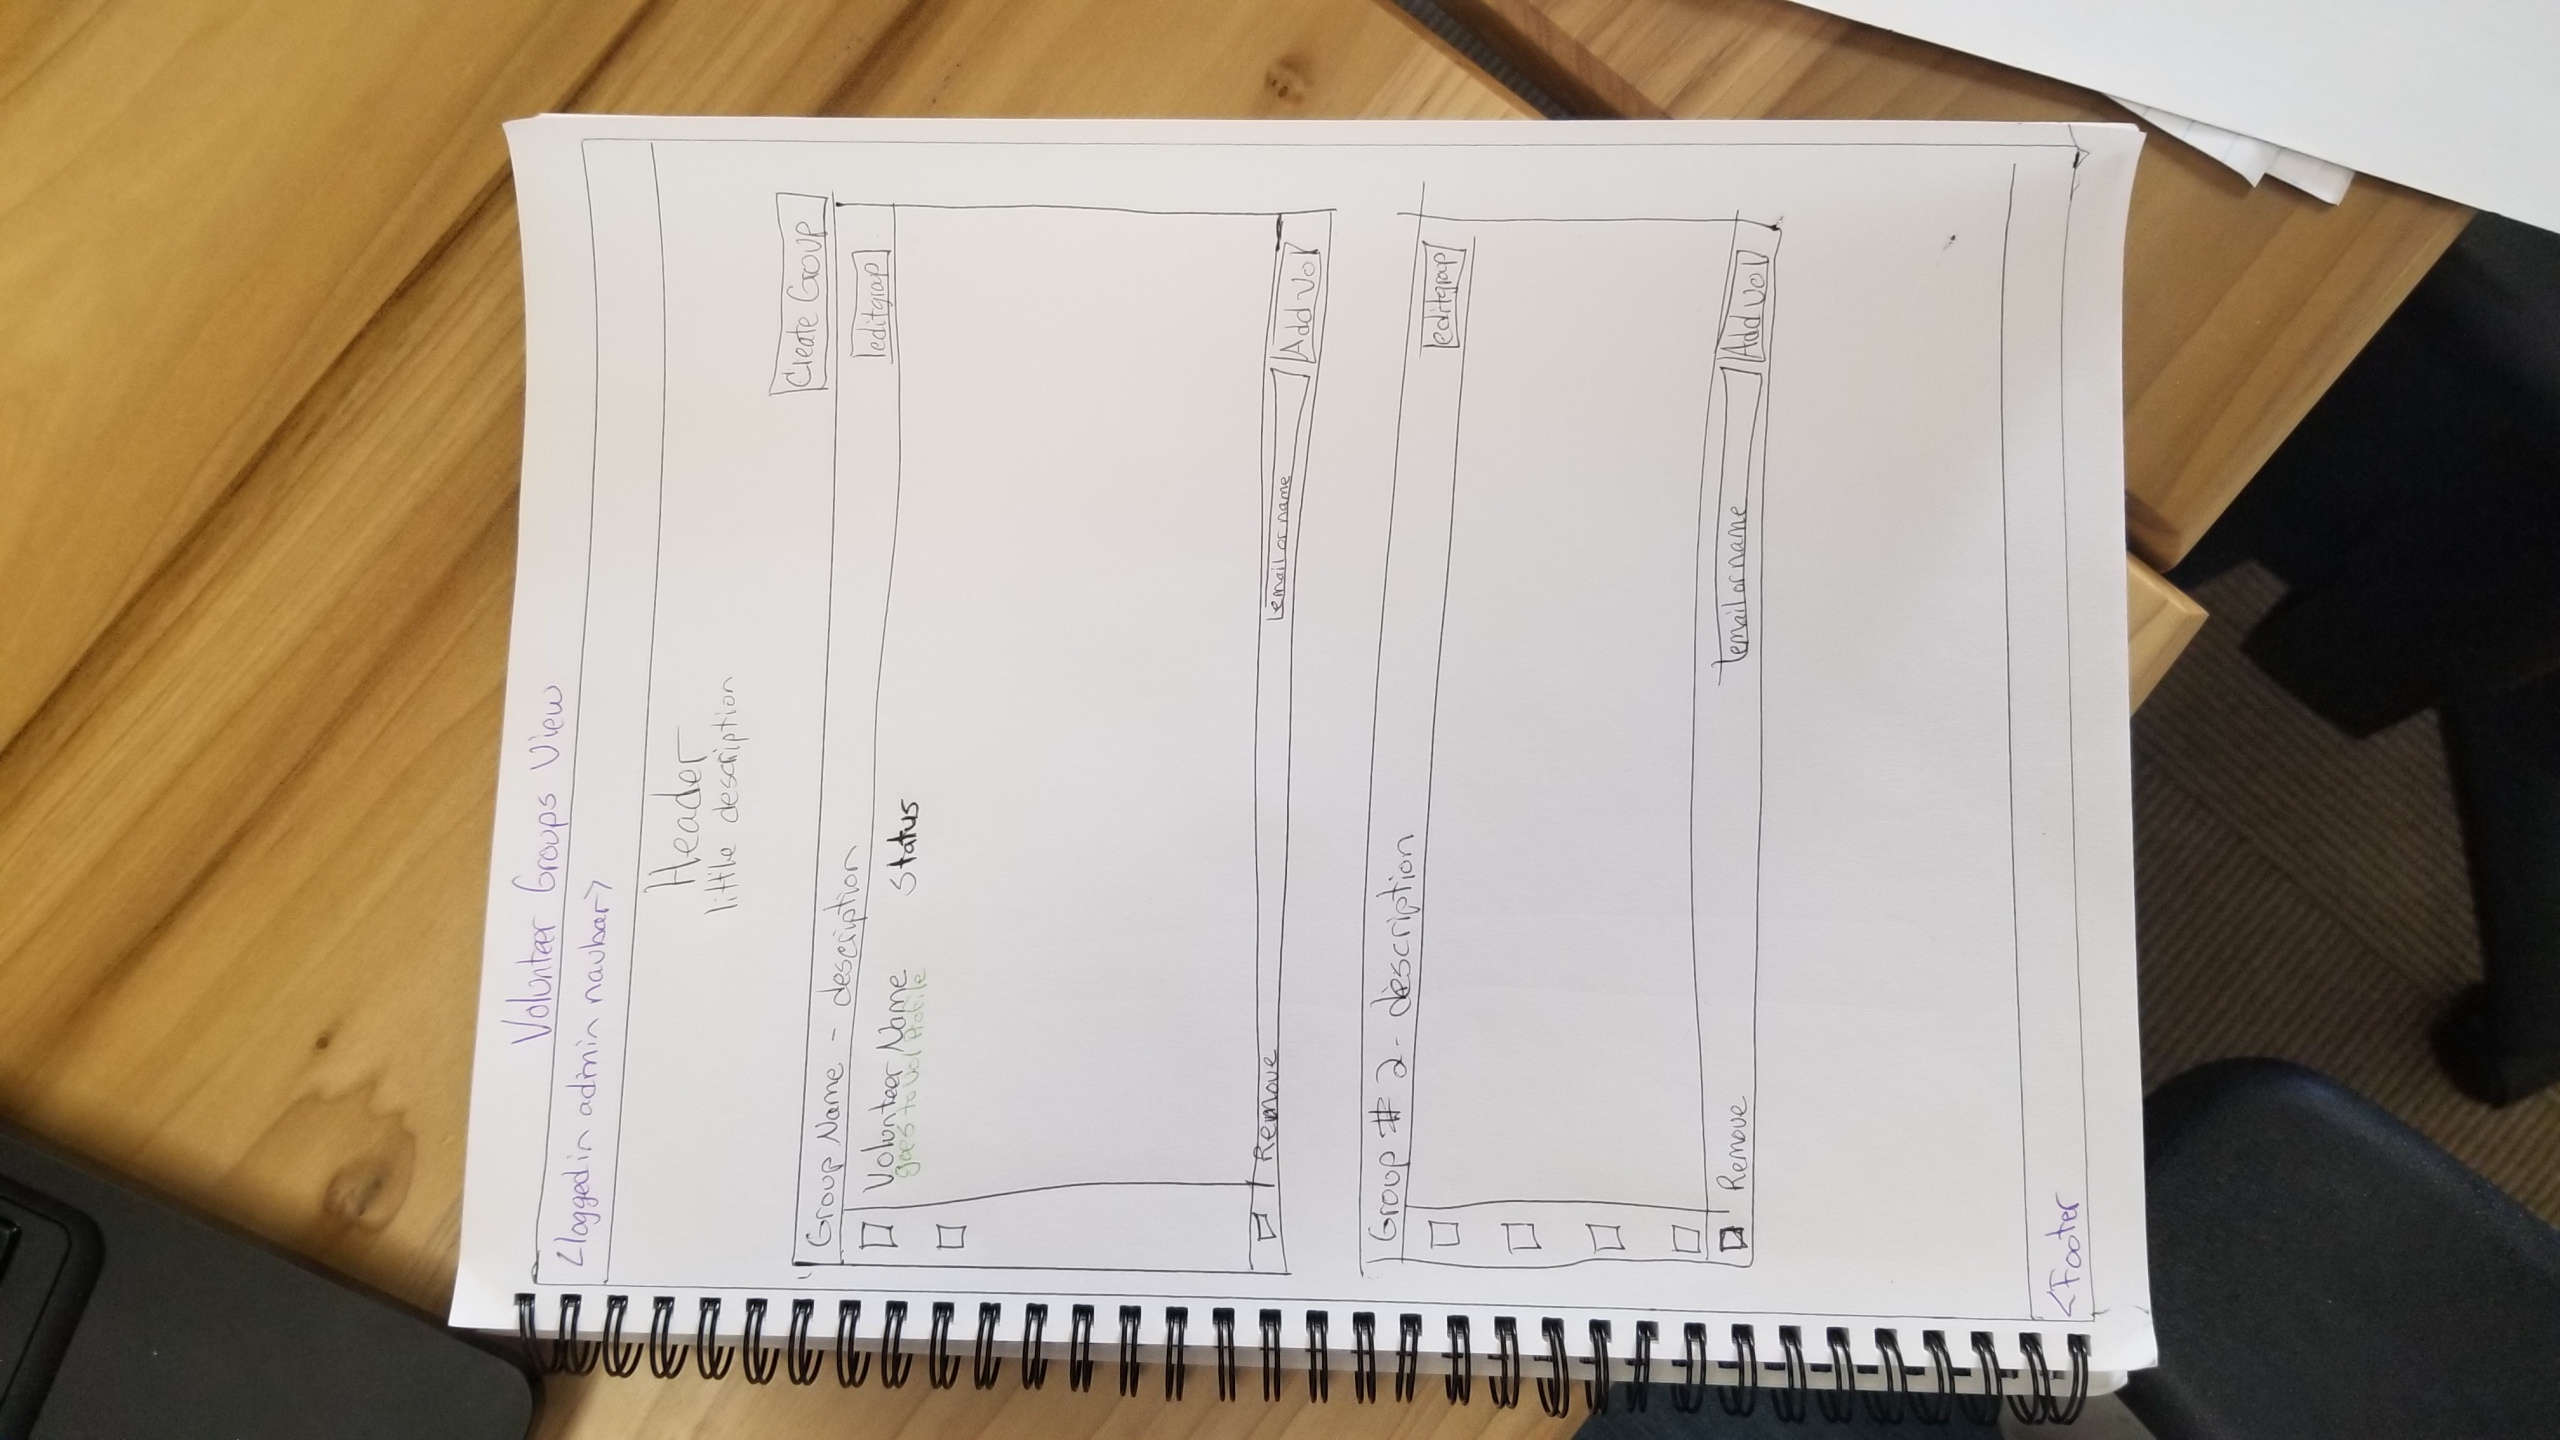 Volunteer Groups View
<logged in admin navbar>
Header
little description
Create Group
Group Name - description
editgrap
Volunteer Name Status
goes to Vol Profile
Remove email or name Add Vol
Group # 2 - description
editgrap
Remove email or name Add Vol
<Footer